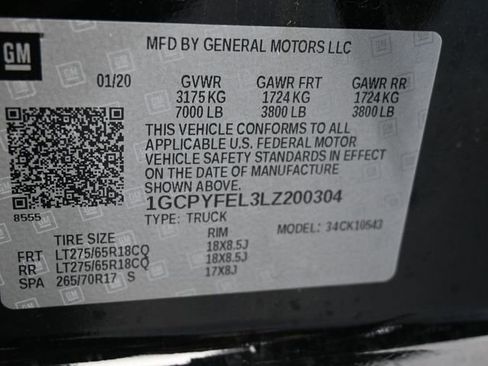 GM
MFD BY GENERAL MOTORS LLC
01/20 GVWR GAWR FRT GAWR RR
3175 KG 1724 KG 1724 KG
7000 LB 3800 LB 3800 LB
THIS VEHICLE CONFORMS TO ALL
APPLICABLE U.S. FEDERAL MOTOR
VEHICLE SAFETY STANDARDS IN EFFECT
ON THE DATE OF MANUFACTURE
SHOWN ABOVE.
8555
1GCPYFEL3LZ200304
TYPE: TRUCK MODEL: 34CK10543
TIRE SIZE RIM
FRT LT275/65R18CQ 18X8.5J
RR LT275/65R18CQ 18X8.5J
SPA 265/70R17 S 17X8J